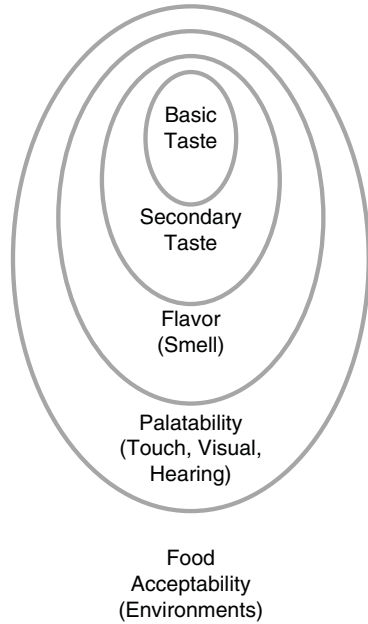 Basic
Taste
Secondary
Taste
Flavor
(Smell)
Palatability
(Touch, Visual,
Hearing)
Food
Acceptability
(Environments)